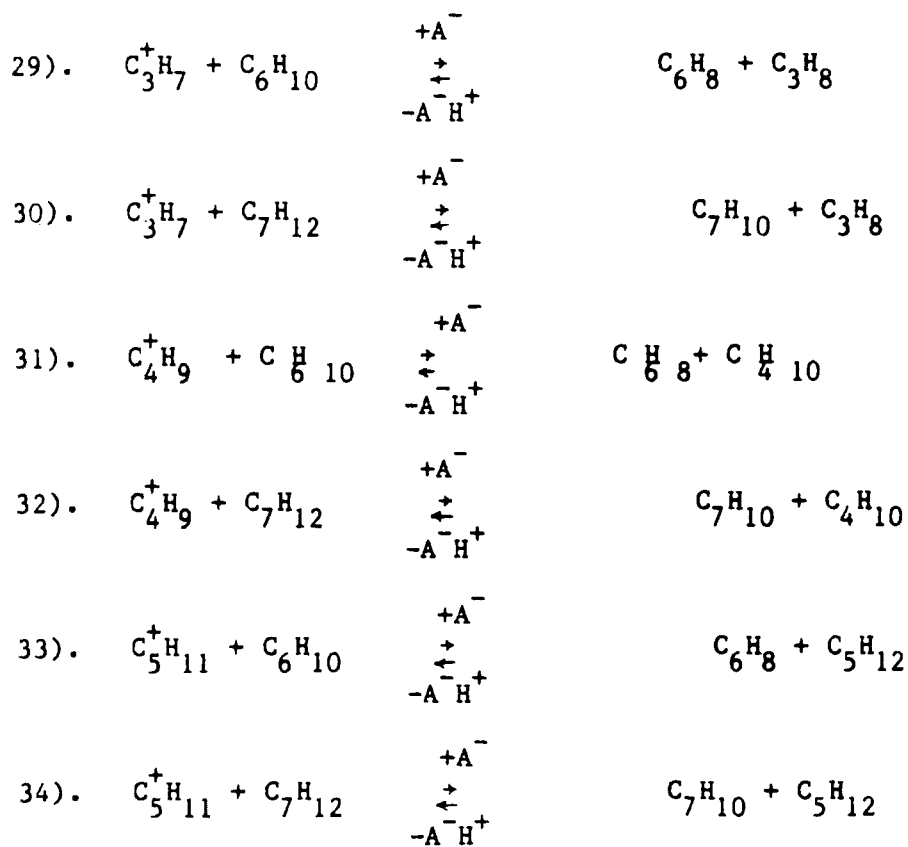 +A⁻
29). C₃⁺H₇ + C₆H₁₀ ⇄ C₆H₈ + C₃H₈
-A⁻H⁺
+A⁻
30). C₃⁺H₇ + C₇H₁₂ ⇄ C₇H₁₀ + C₃H₈
-A⁻H⁺
+A⁻
31). C₄⁺H₉ + C₆H₁₀ ⇄ C₆H₈ + C₄H₁₀
-A⁻H⁺
+A⁻
32). C₄⁺H₉ + C₇H₁₂ ⇄ C₇H₁₀ + C₄H₁₀
-A⁻H⁺
+A⁻
33). C₅⁺H₁₁ + C₆H₁₀ ⇄ C₆H₈ + C₅H₁₂
-A⁻H⁺
+A⁻
34). C₅⁺H₁₁ + C₇H₁₂ ⇄ C₇H₁₀ + C₅H₁₂
-A⁻H⁺